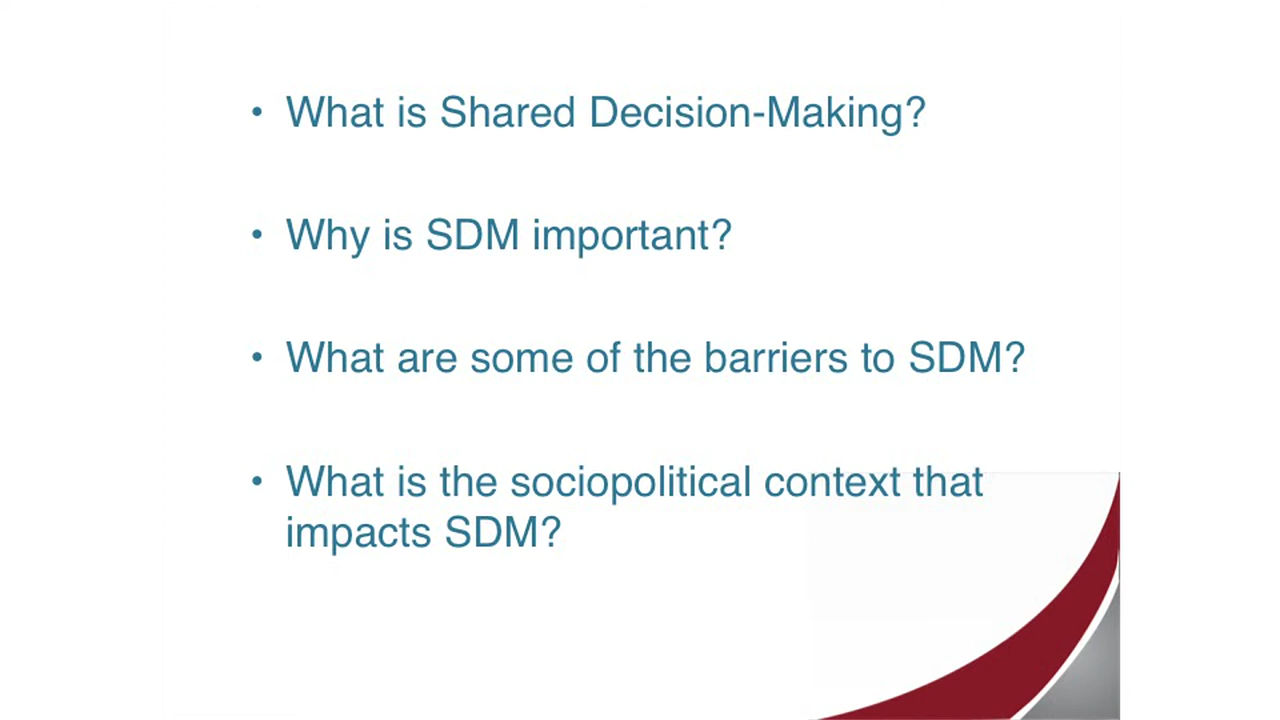 • What is Shared Decision-Making?
• Why is SDM important?
• What are some of the barriers to SDM?
• What is the sociopolitical context that
impacts SDM?